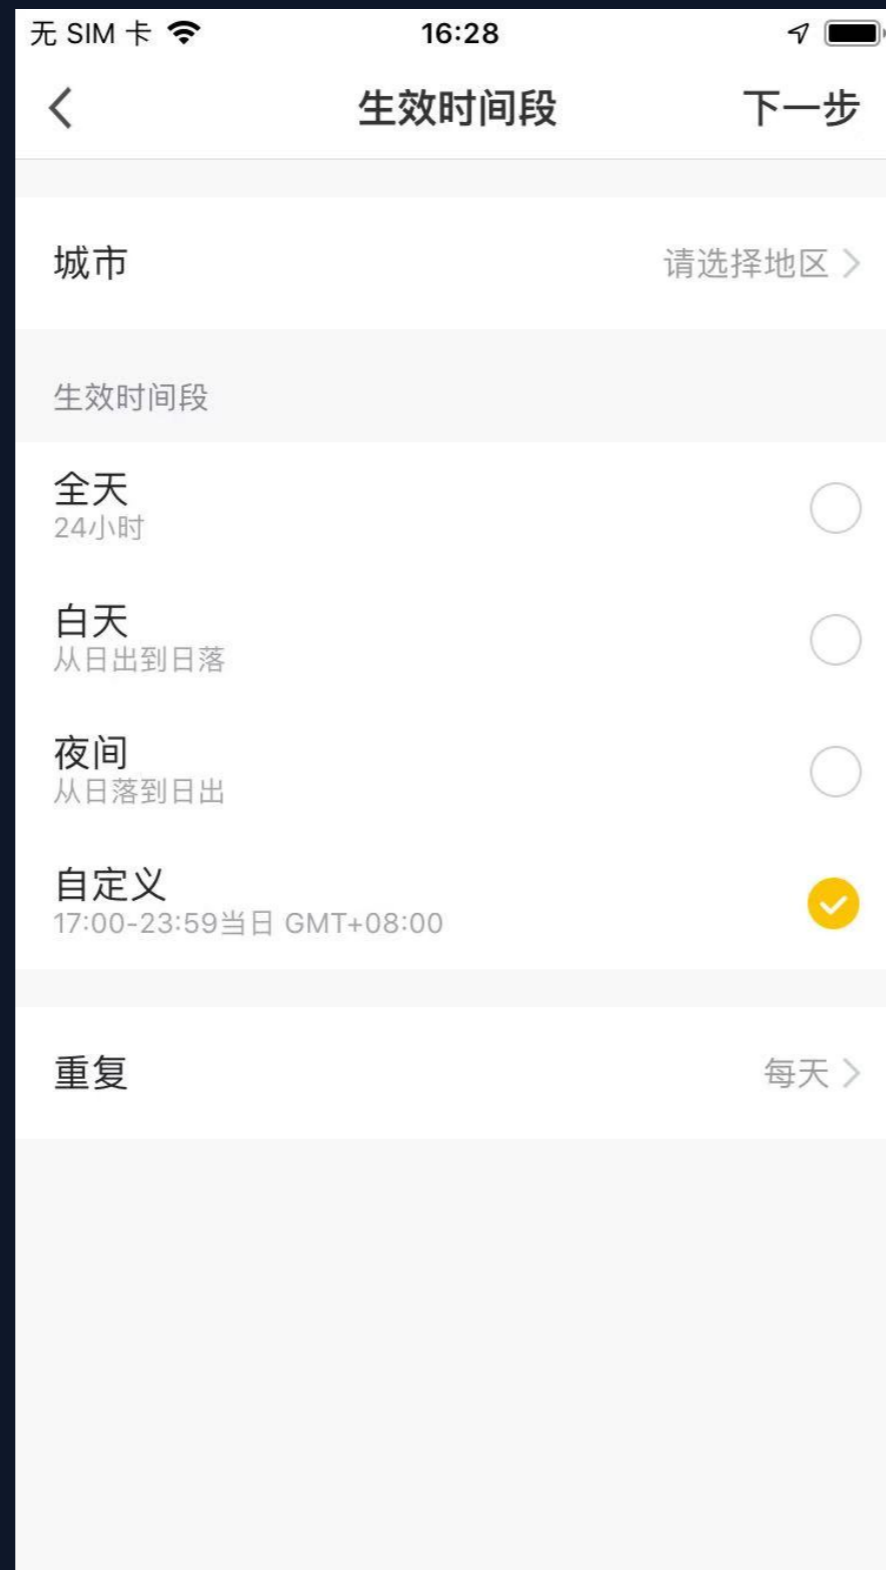 无 SIM 卡 16:28
生效时间段 下一步
城市 请选择地区
生效时间段
全天
24小时
白天
从日出到日落
夜间
从日落到日出
自定义
17:00-23:59当日 GMT+08:00
重复 每天